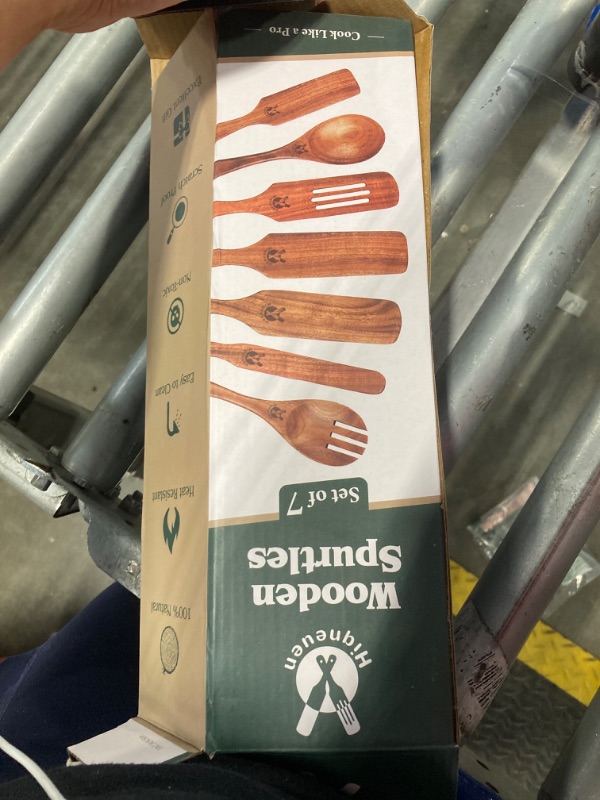 Hiqneuen
Wooden
Spurtles
Set of 7
Cook Like a Pro
100% Natural
Heat Resistant
Easy to Clean
Non-Toxic
Scratch Proof
Excellent Grip